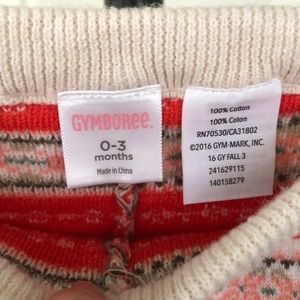 GYMBOREE.
0-3
months
Made in China
100% Cotton
100% Coton
RN70530/CA31802
©2016 GYM-MARK, INC.
16 GY FALL 3
241629115
140158279